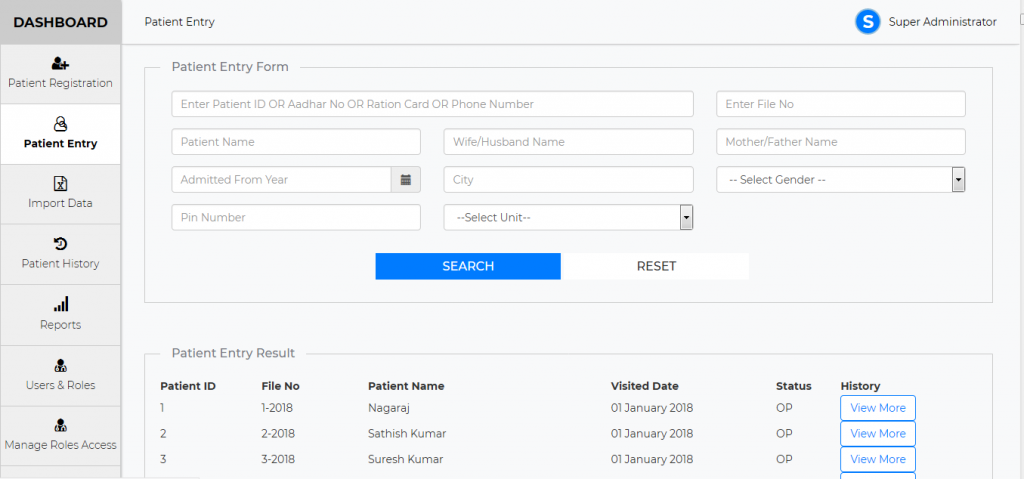 DASHBOARD
Patient Entry
S
Super Administrator
Patient Registration
Patient Entry
Import Data
Patient History
Reports
Users & Roles
Manage Roles Access
Patient Entry Form
Enter Patient ID OR Aadhar No OR Ration Card OR Phone Number
Enter File No
Patient Name
Wife/Husband Name
Mother/Father Name
Admitted From Year
City
-- Select Gender --
Pin Number
--Select Unit--
SEARCH
RESET
Patient Entry Result
Patient ID File No Patient Name Visited Date Status History
1 1-2018 Nagaraj 01 January 2018 OP View More
2 2-2018 Sathish Kumar 01 January 2018 OP View More
3 3-2018 Suresh Kumar 01 January 2018 OP View More